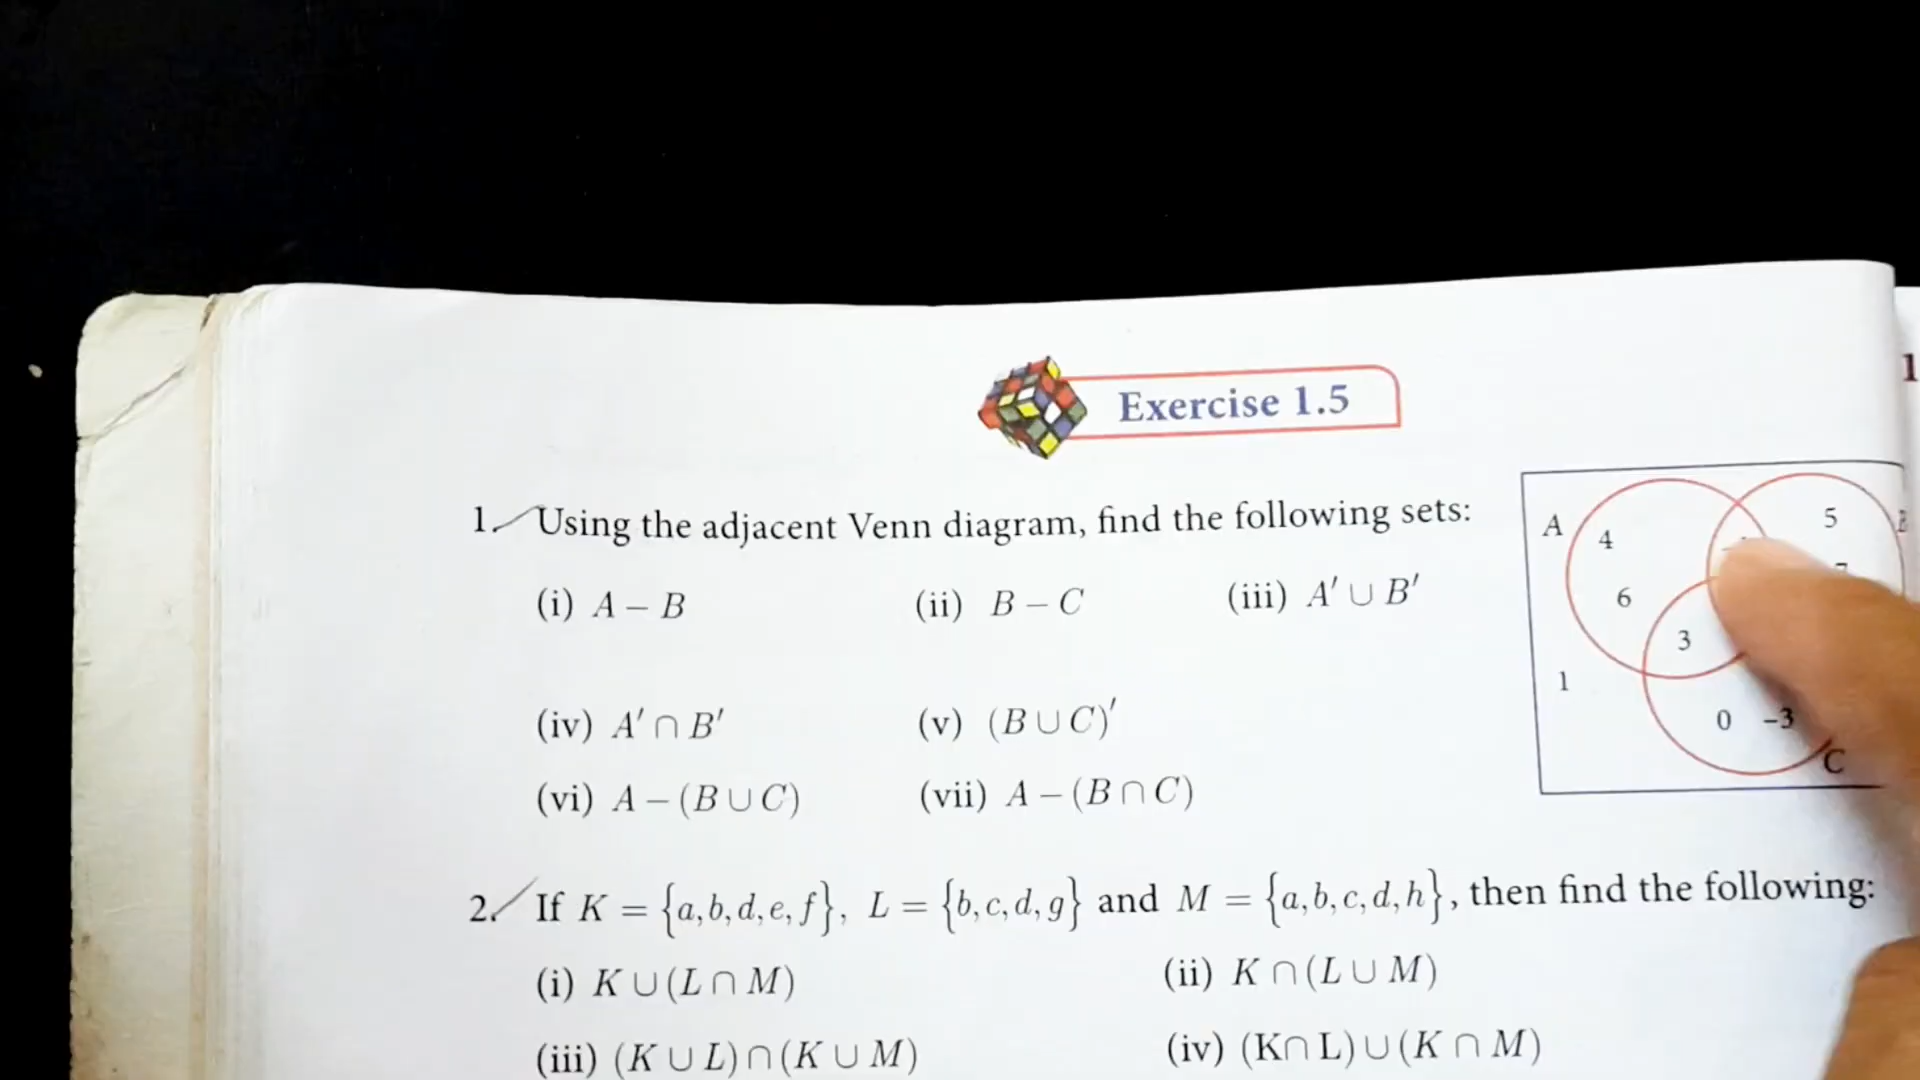 Exercise 1.5
1. Using the adjacent Venn diagram, find the following sets:
(i) A – B (ii) B – C (iii) A′ ∪ B′
(iv) A′ ∩ B′ (v) (B ∪ C)′
(vi) A – (B ∪ C) (vii) A – (B ∩ C)
A 4 5
6
3
1
0 –3
C
2. If K = {a,b,d,e,f}, L = {b,c,d,g} and M = {a,b,c,d,h}, then find the following:
(i) K ∪ (L ∩ M) (ii) K ∩ (L ∪ M)
(iii) (K ∪ L) ∩ (K ∪ M) (iv) (K ∩ L) ∪ (K ∩ M)